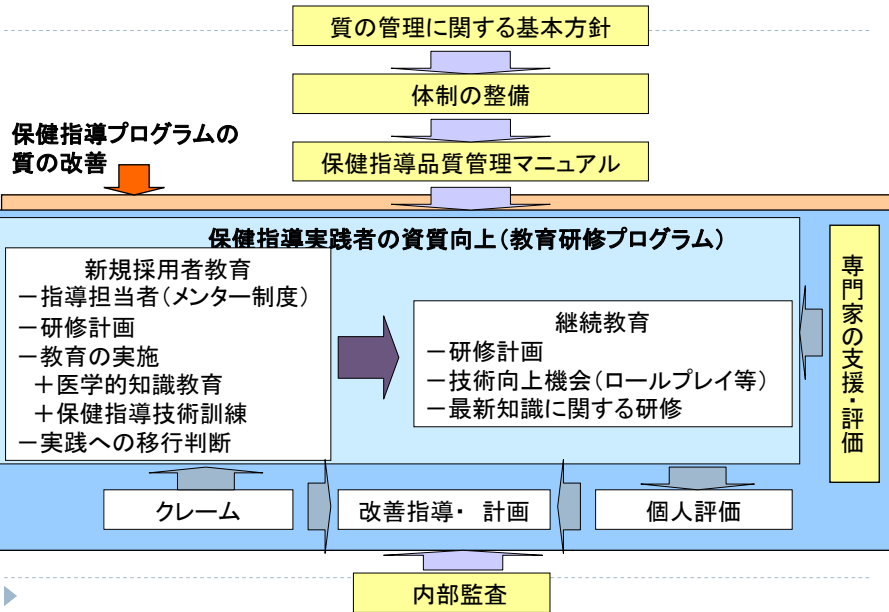 質の管理に関する基本方針
体制の整備
保健指導プログラムの
質の改善
保健指導品質管理マニュアル
保健指導実践者の資質向上(教育研修プログラム)
新規採用者教育
－指導担当者(メンター制度)
－研修計画
－教育の実施
＋医学的知識教育
＋保健指導技術訓練
－実践への移行判断
継続教育
－研修計画
－技術向上機会(ロールプレイ等)
－最新知識に関する研修
専門家の支援・評価
クレーム
改善指導・ 計画
個人評価
内部監査